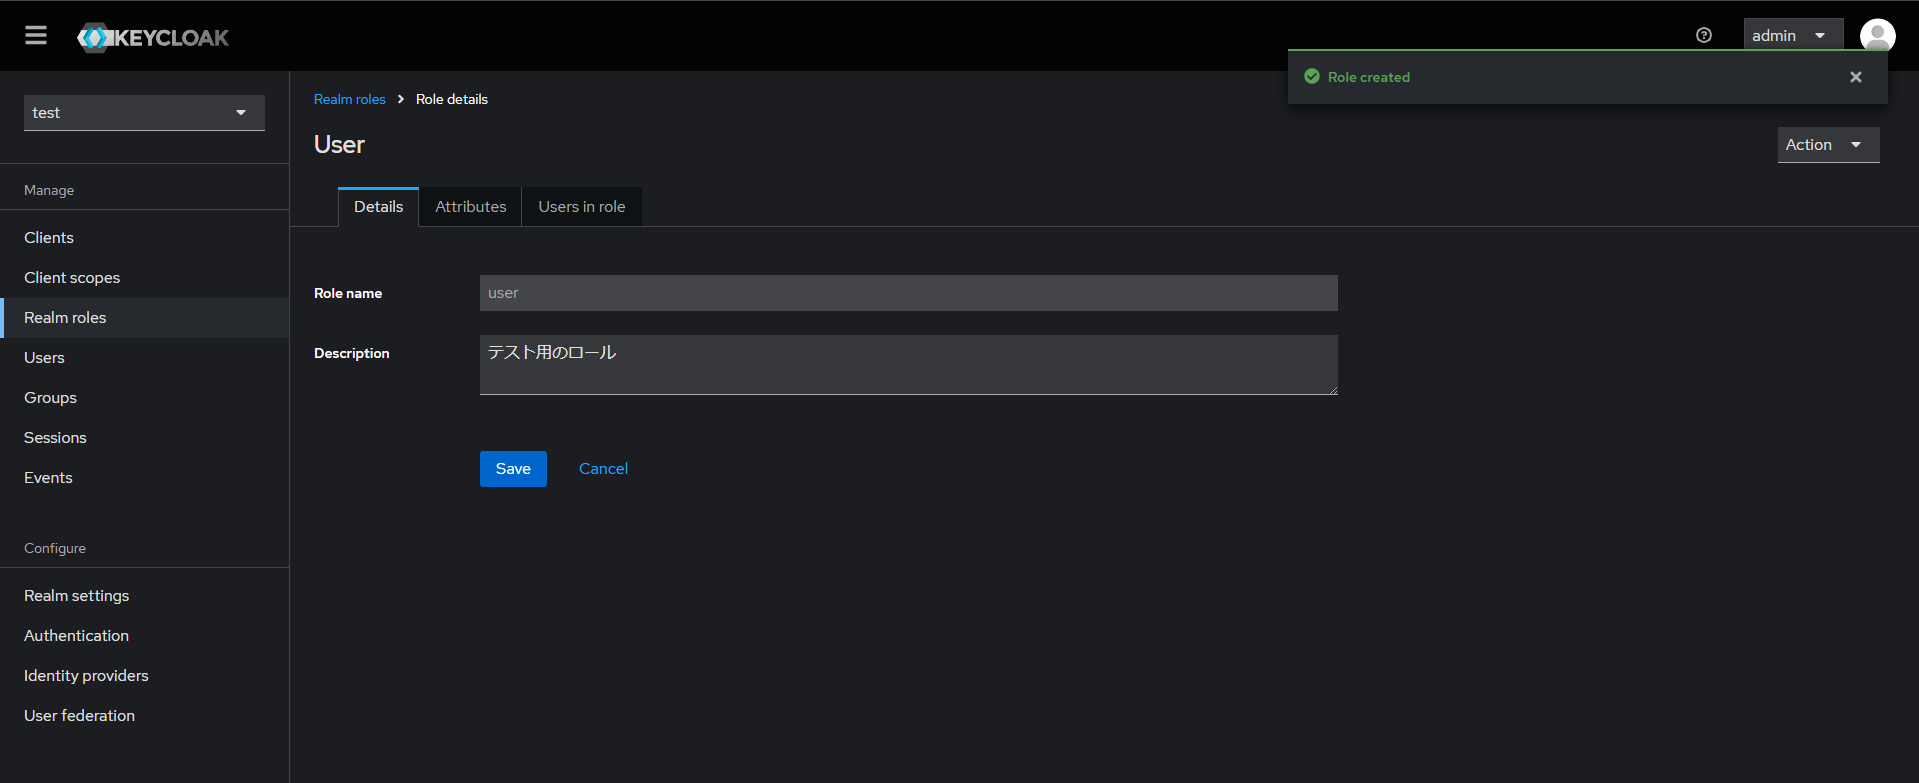 KEYCLOAK
admin
Role created
test
Manage
Clients
Client scopes
Realm roles
Users
Groups
Sessions
Events
Configure
Realm settings
Authentication
Identity providers
User federation
Realm roles > Role details
User
Action
Details Attributes Users in role
Role name user
Description テスト用のロール
Save Cancel